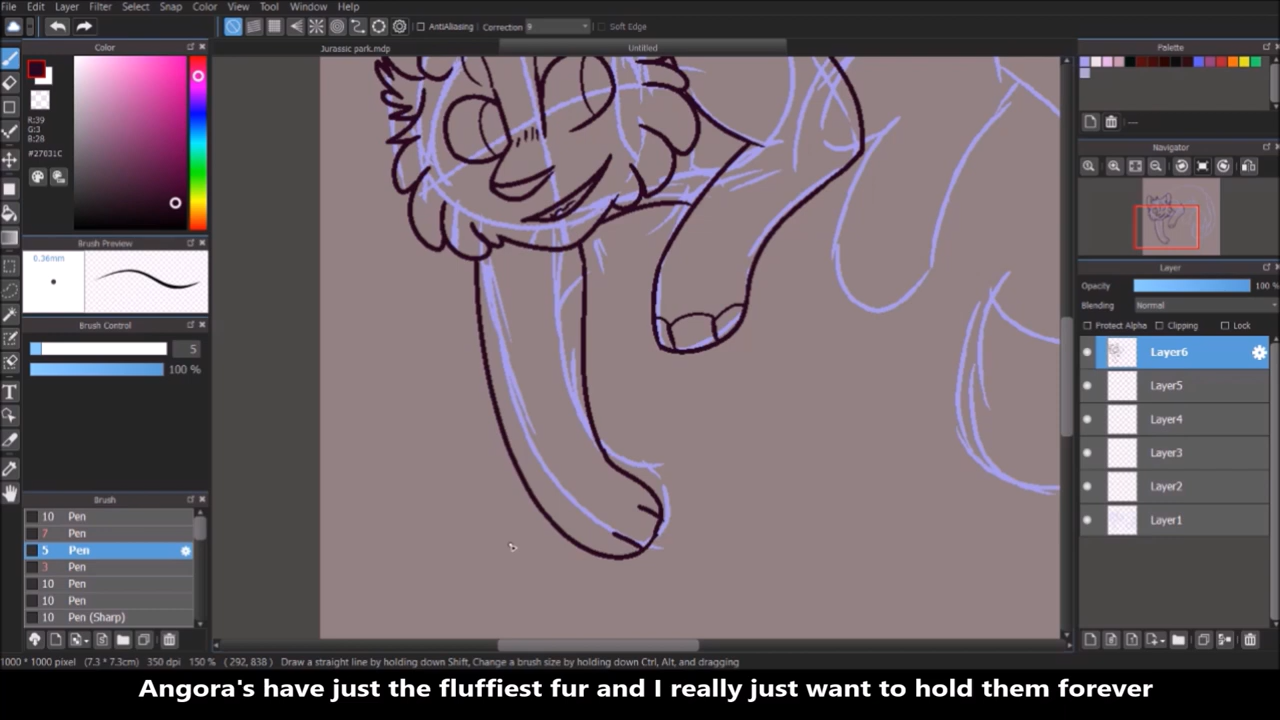 File Edit Layer Filter Select Snap Color View Tool Window Help
AntiAliasing Correction 9 Soft Edge
Color
Jurassic park.mdp
Untitled
Palette
R:39
G:3
B:28
#27031C
---
Navigator
Brush Preview
0.36mm
Layer
Opacity 100 %
Blending Normal
Brush Control
Protect Alpha Clipping Lock
5
100 %
Layer6
Layer5
Layer4
Layer3
Layer2
Layer1
Brush
10 Pen
7 Pen
5 Pen
3 Pen
10 Pen
10 Pen
10 Pen (Sharp)
1000 * 1000 pixel (7.3 * 7.3cm) 350 dpi 150 % ( 292, 838 ) Draw a straight line by holding down Shift, Change a brush size by holding down Ctrl, Alt, and dragging
Angora's have just the fluffiest fur and I really just want to hold them forever